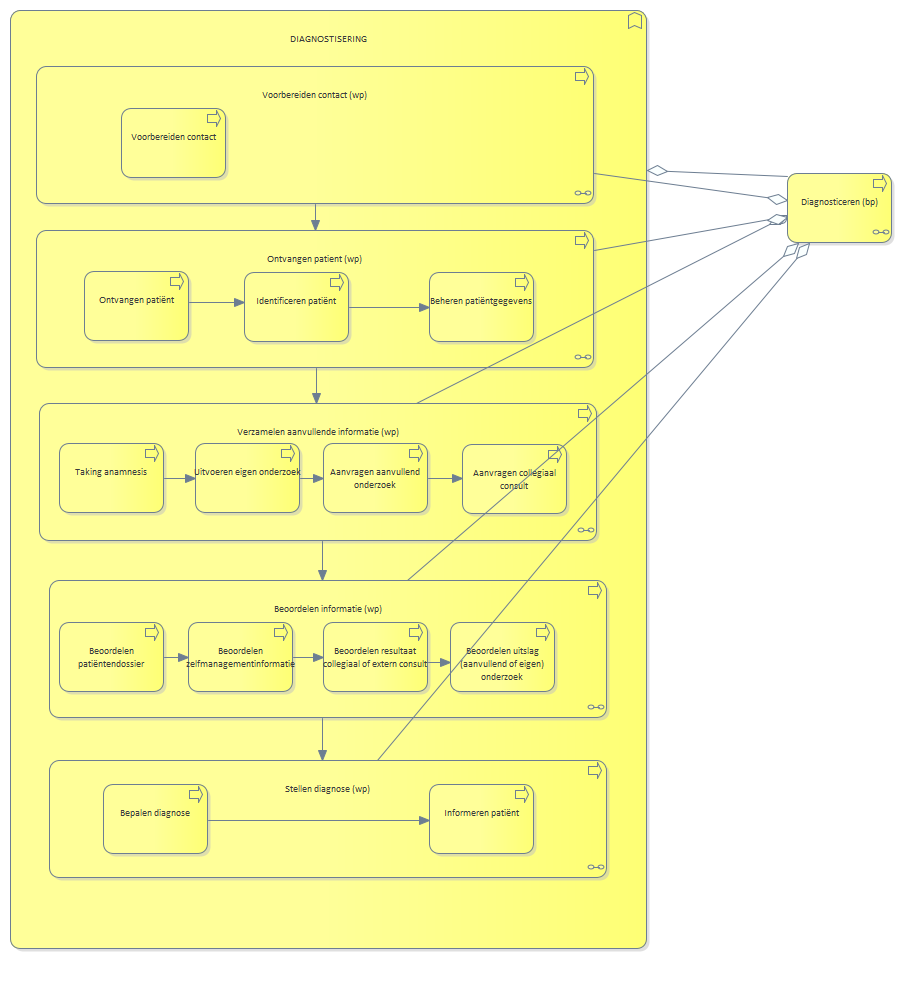 DIAGNOSTISERING
Voorbereiden contact (wp)
Voorbereiden contact
Diagnosticeren (bp)
Ontvangen patient (wp)
Ontvangen patiënt
Identificeren patiënt
Beheren patiëntgegevens
Verzamelen aanvullende informatie (wp)
Taking anamnesis
Uitvoeren eigen onderzoek
Aanvragen aanvullend
onderzoek
Aanvragen collegiaal
consult
Beoordelen informatie (wp)
Beoordelen
patiëntendossier
Beoordelen
zelfmanagementinformatie
Beoordelen resultaat
collegiaal of extern consult
Beoordelen uitslag
(aanvullend of eigen)
onderzoek
Stellen diagnose (wp)
Bepalen diagnose
Informeren patiënt